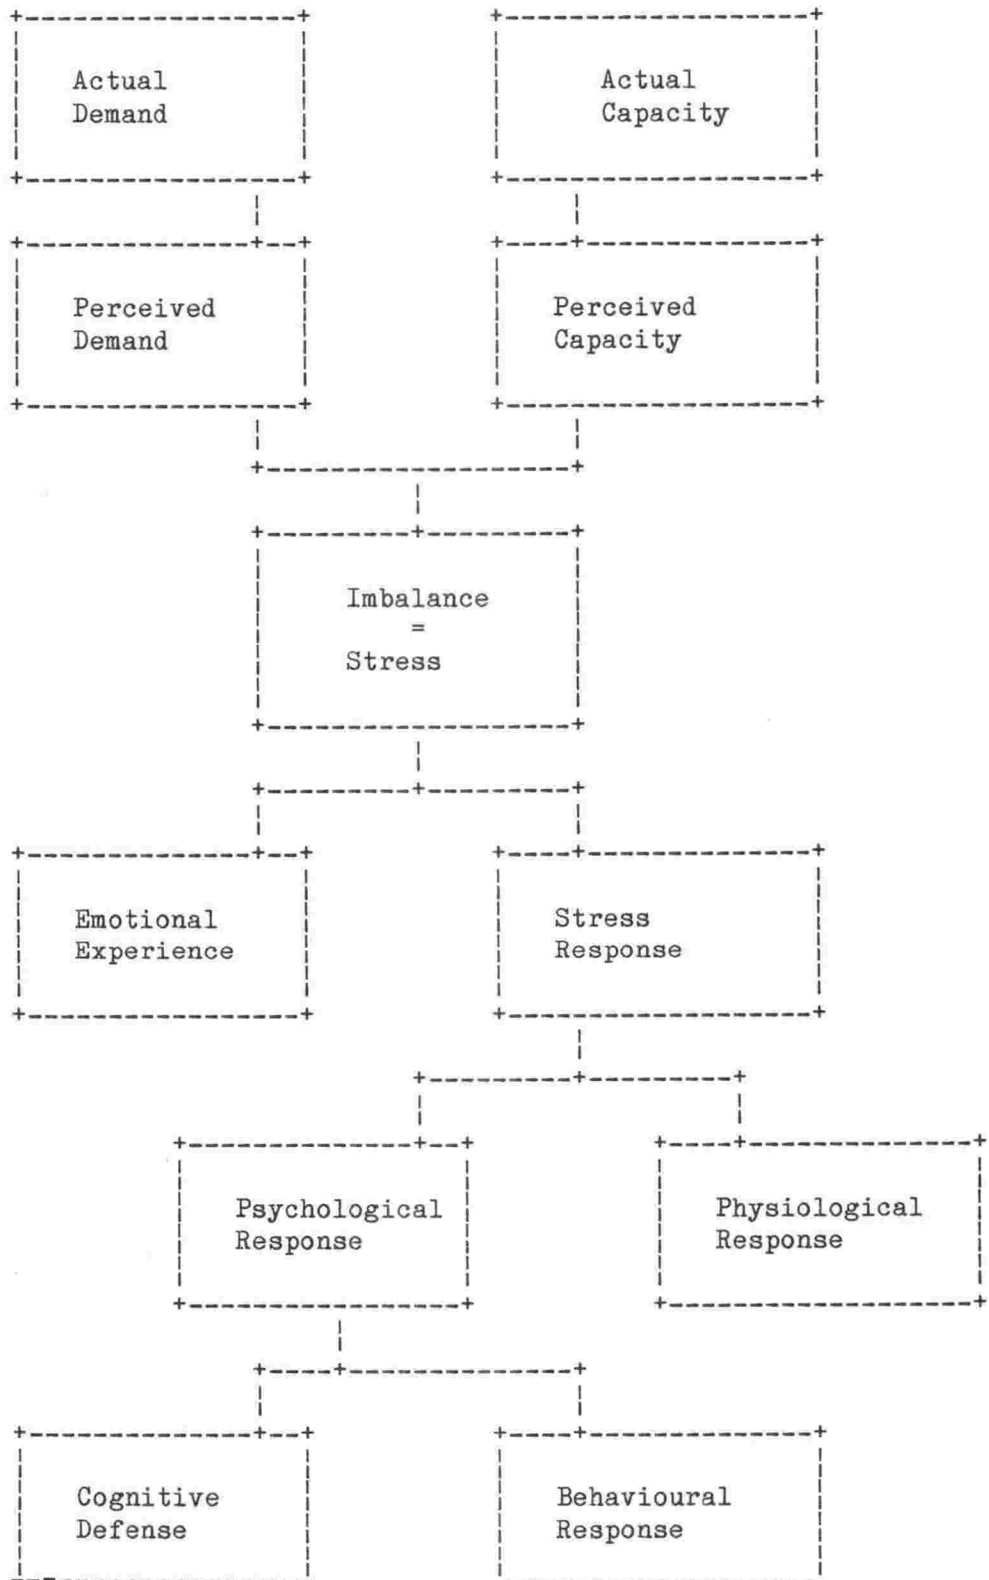 Actual
Demand
Actual
Capacity
Perceived
Demand
Perceived
Capacity
Imbalance
=
Stress
Emotional
Experience
Stress
Response
Psychological
Response
Physiological
Response
Cognitive
Defense
Behavioural
Response